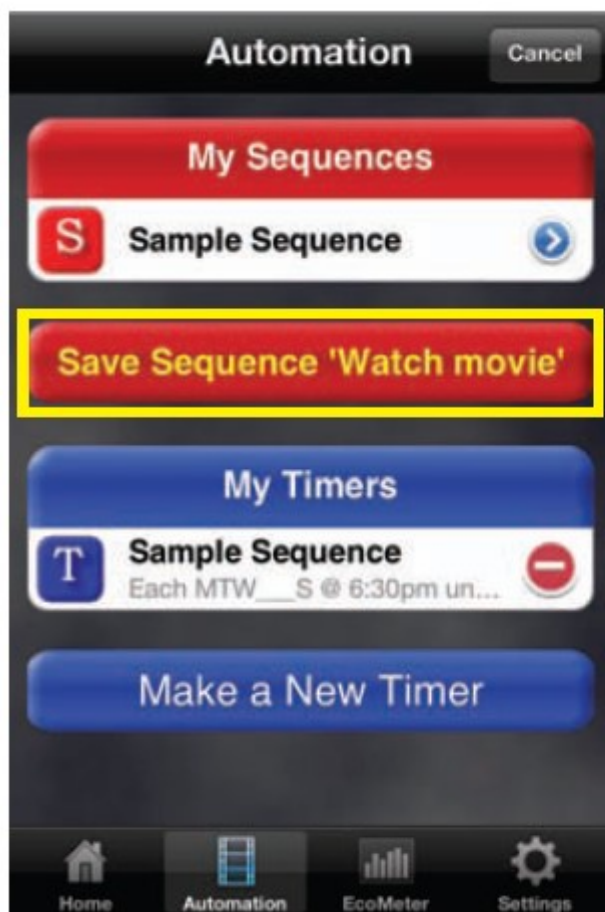 Automation Cancel
My Sequences
S Sample Sequence
Save Sequence 'Watch movie'
My Timers
T Sample Sequence
Each MTW___S @ 6:30pm un...
Make a New Timer
Home Automation EcoMeter Settings